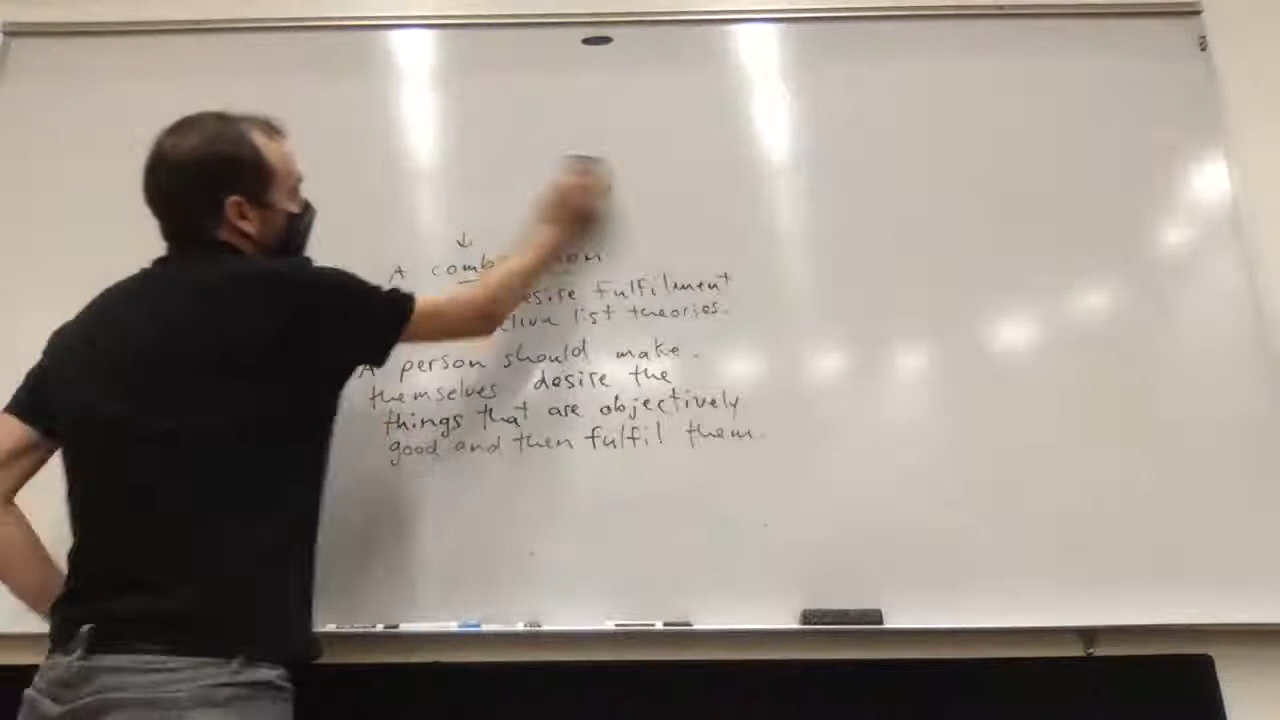 ↓
A comb
desire fulfilment
list theories.
A person should make
themselves desire the
things that are objectively
good and then fulfil them.